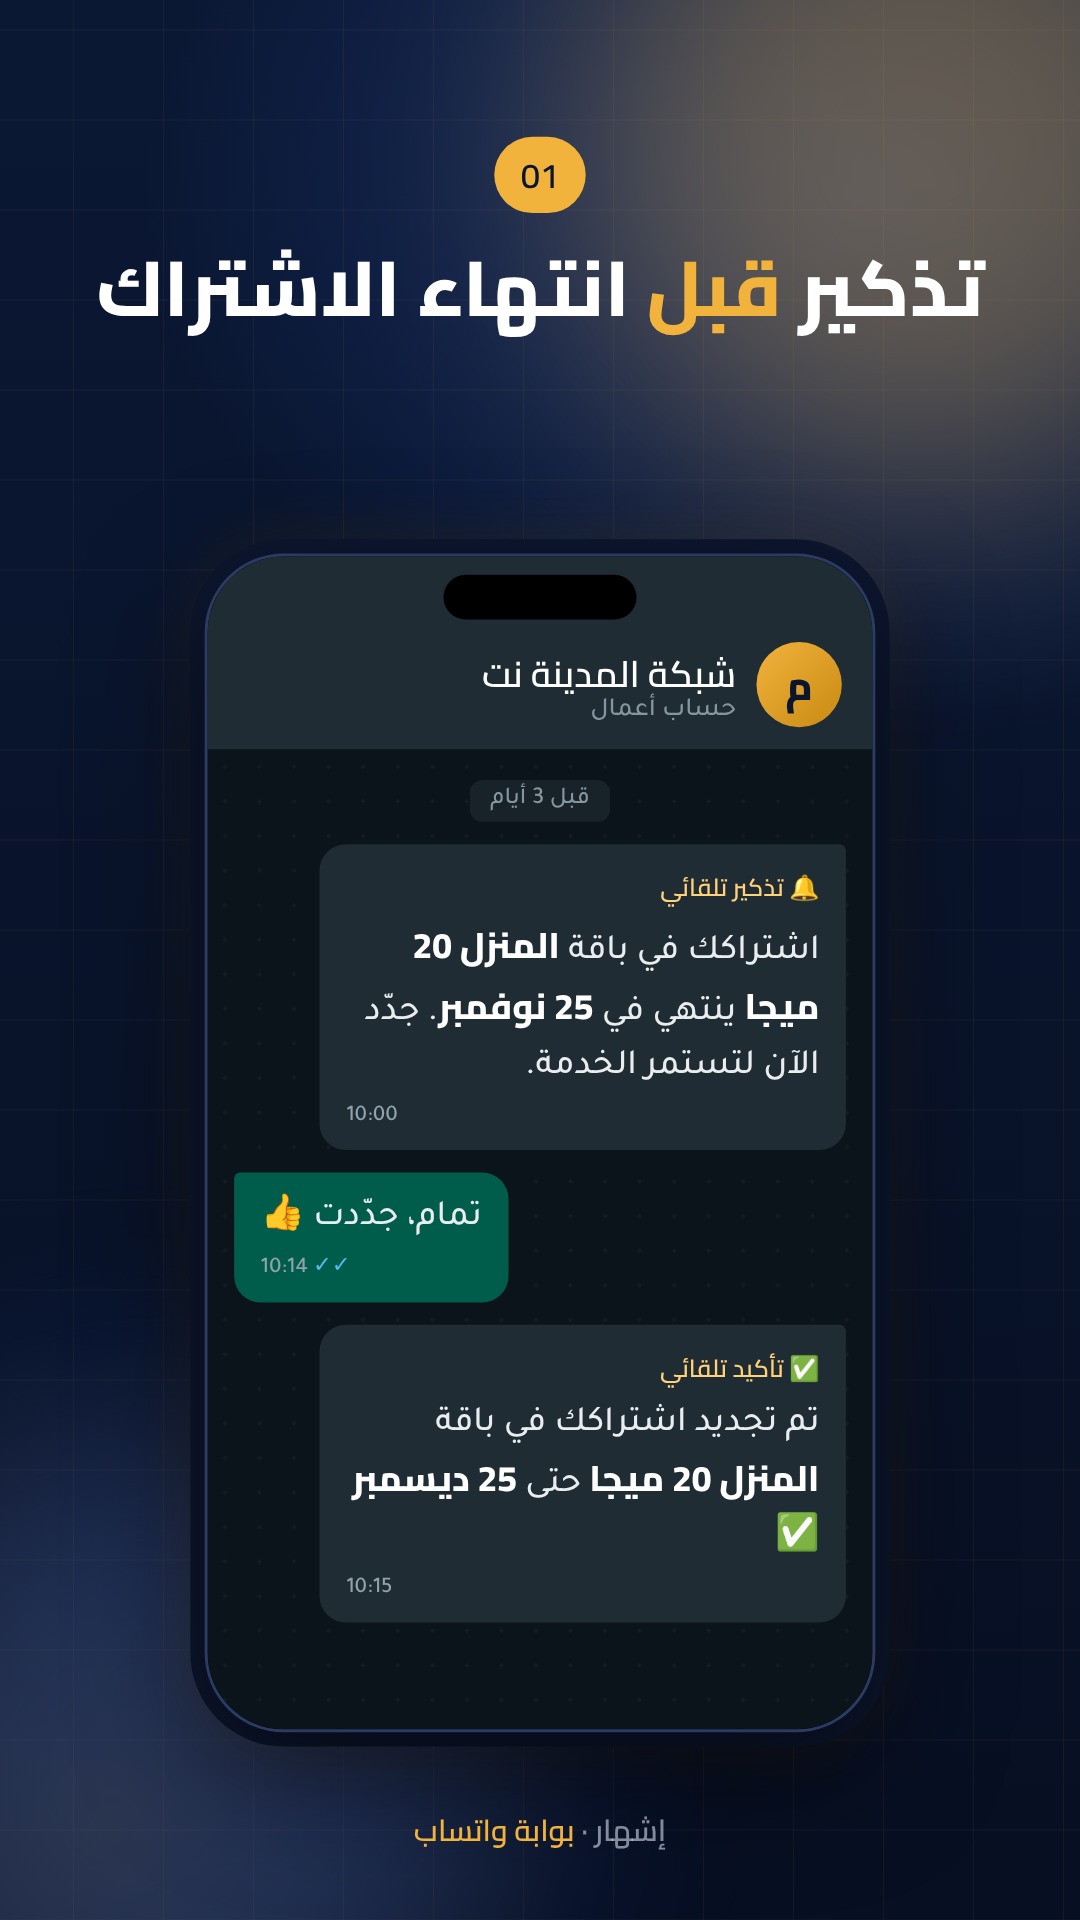 01
تذكير قبل انتهاء الاشتراك
م
شبكة المدينة نت
حساب أعمال
قبل 3 أيام
🔔 تذكير تلقائي
اشتراكك في باقة المنزل 20
ميجا ينتهي في 25 نوفمبر. جدّد
الآن لتستمر الخدمة.
10:00
تمام، جدّدت 👍
10:14 ✓✓
✅ تأكيد تلقائي
تم تجديد اشتراكك في باقة
المنزل 20 ميجا حتى 25 ديسمبر
✅
10:15
إشهار · بوابة واتساب